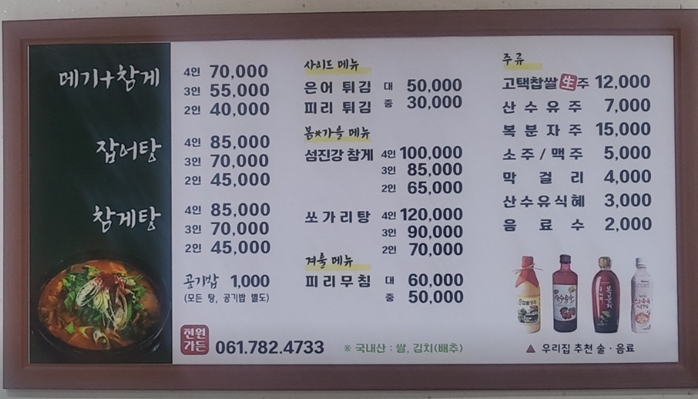 메기+참게
4인 70,000
3인 55,000
2인 40,000
잡어탕
4인 85,000
3인 70,000
2인 45,000
참게탕
4인 85,000
3인 70,000
2인 45,000
공기밥 1,000
(모든 탕, 공기밥 별도)
사이드 메뉴
은어 튀김 대 50,000
피리 튀김 중 30,000
봄*가을 메뉴
섬진강 참게 4인 100,000
3인 85,000
2인 65,000
쏘가리탕 4인 120,000
3인 90,000
2인 70,000
겨울 메뉴
피리무침 대 60,000
중 50,000
주류
고택찹쌀生주 12,000
산수유주 7,000
복분자주 15,000
소주/맥주 5,000
막걸리 4,000
산수유식혜 3,000
음료수 2,000
▲ 우리집 추천 술·음료
전원가든 061.782.4733
※ 국내산 : 쌀, 김치(배추)